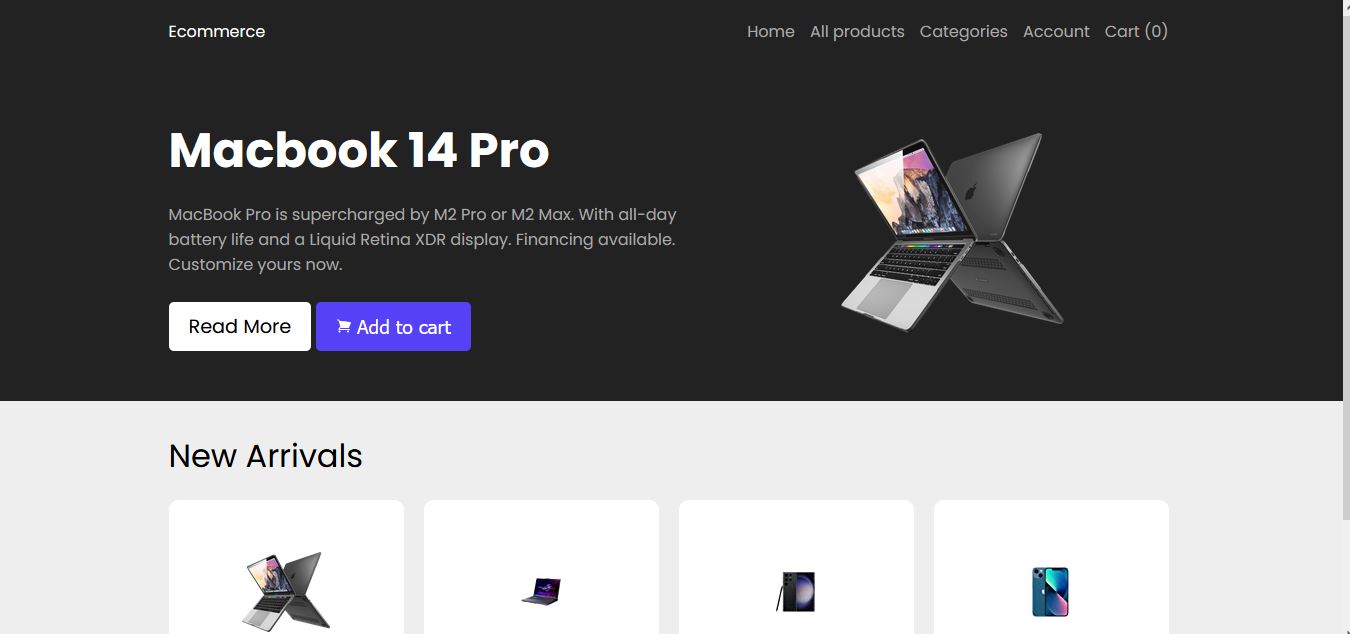 Ecommerce
Home All products Categories Account Cart (0)
Macbook 14 Pro
MacBook Pro is supercharged by M2 Pro or M2 Max. With all-day
battery life and a Liquid Retina XDR display. Financing available.
Customize yours now.
Read More Add to cart
New Arrivals